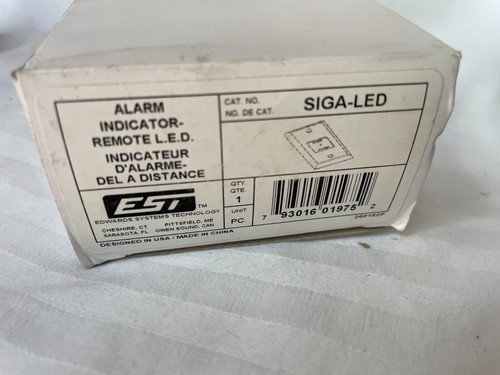 ALARM
INDICATOR-
REMOTE L.E.D.
INDICATEUR
D'ALARME-
DEL A DISTANCE
CAT. NO.
NO. DE CAT.
SIGA-LED
EST™
EDWARDS SYSTEMS TECHNOLOGY
CHESHIRE, CT PITTSFIELD, ME
SARASOTA, FL OWEN SOUND, CAN
DESIGNED IN USA / MADE IN CHINA
QTY.
QTE.
1
UNIT
PC.
7 93016 01975 2